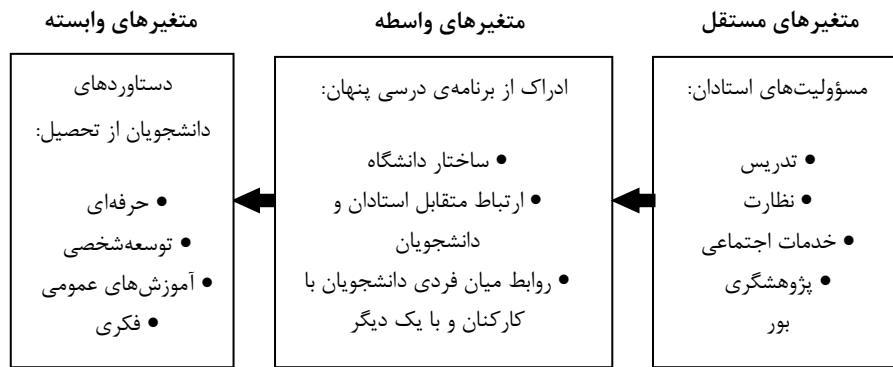 متغیرهای مستقل
مسؤولیت‌های استادان:
• تدریس
• نظارت
• خدمات اجتماعی
• پژوهشگری
بور
متغیرهای واسطه
ادراک از برنامه‌ی درسی پنهان:
• ساختار دانشگاه
• ارتباط متقابل استادان و
دانشجویان
• روابط میان فردی دانشجویان با
کارکنان و با یک دیگر
متغیرهای وابسته
دستاوردهای
دانشجویان از تحصیل:
• حرفه‌ای
• توسعه‌شخصی
• آموزش‌های عمومی
• فکری